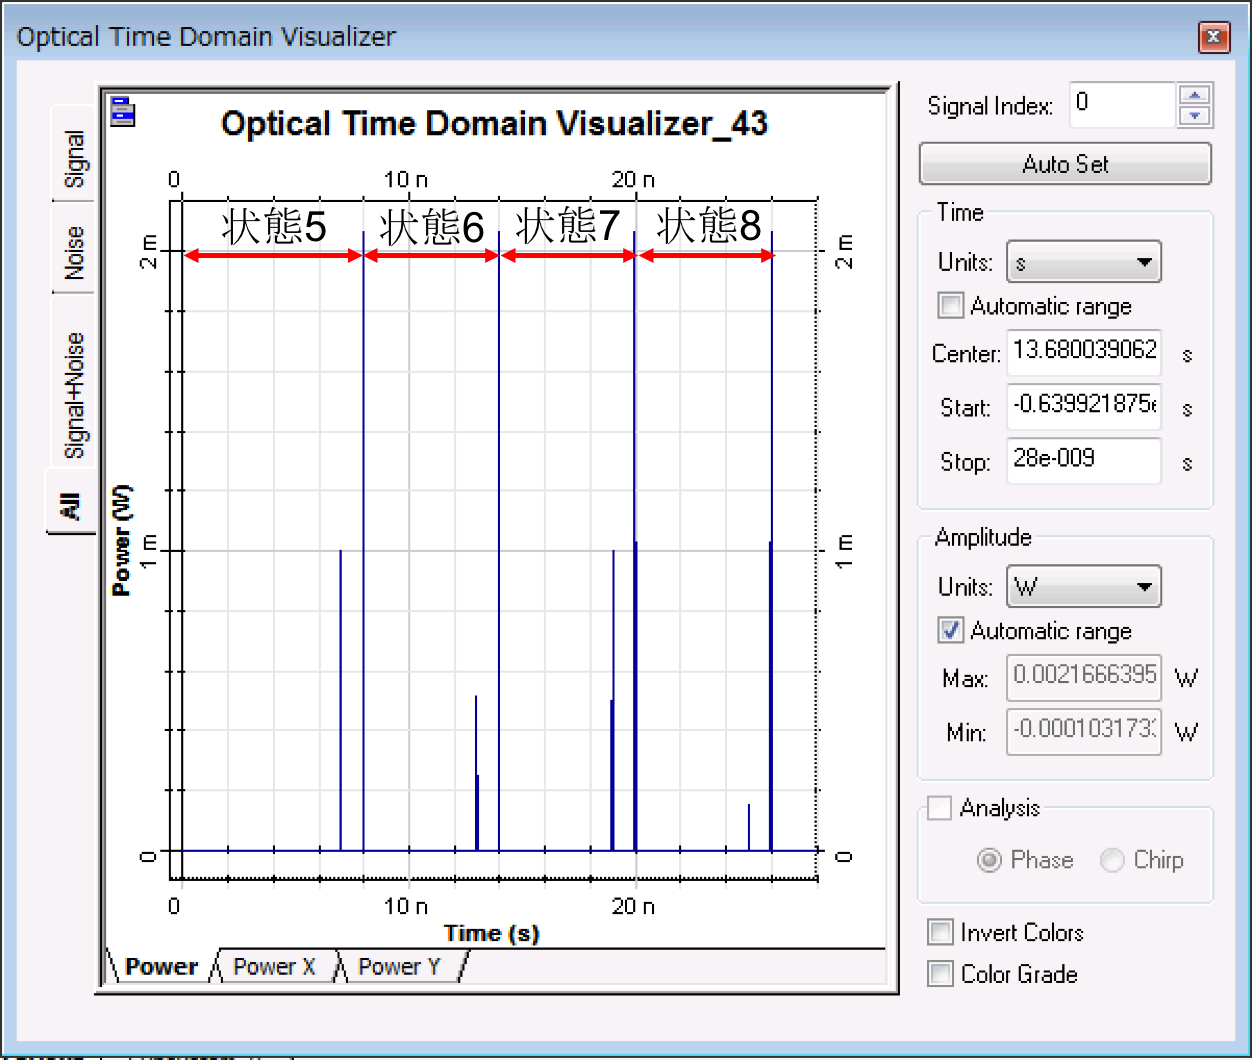 Optical Time Domain Visualizer
Signal
Noise
Signal+Noise
All
Optical Time Domain Visualizer_43
0
10 n
20 n
状態5
状態6
状態7
状態8
2 m
1 m
0
Power (W)
2 m
1 m
0
0
10 n
20 n
Time (s)
Power
Power X
Power Y
Signal Index: 0
Auto Set
Time
Units: s
Automatic range
Center: 13.680039062 s
Start: -0.639921875e s
Stop: 28e-009 s
Amplitude
Units: W
Automatic range
Max: 0.0021666395 W
Min: -0.000103173 W
Analysis
Phase
Chirp
Invert Colors
Color Grade